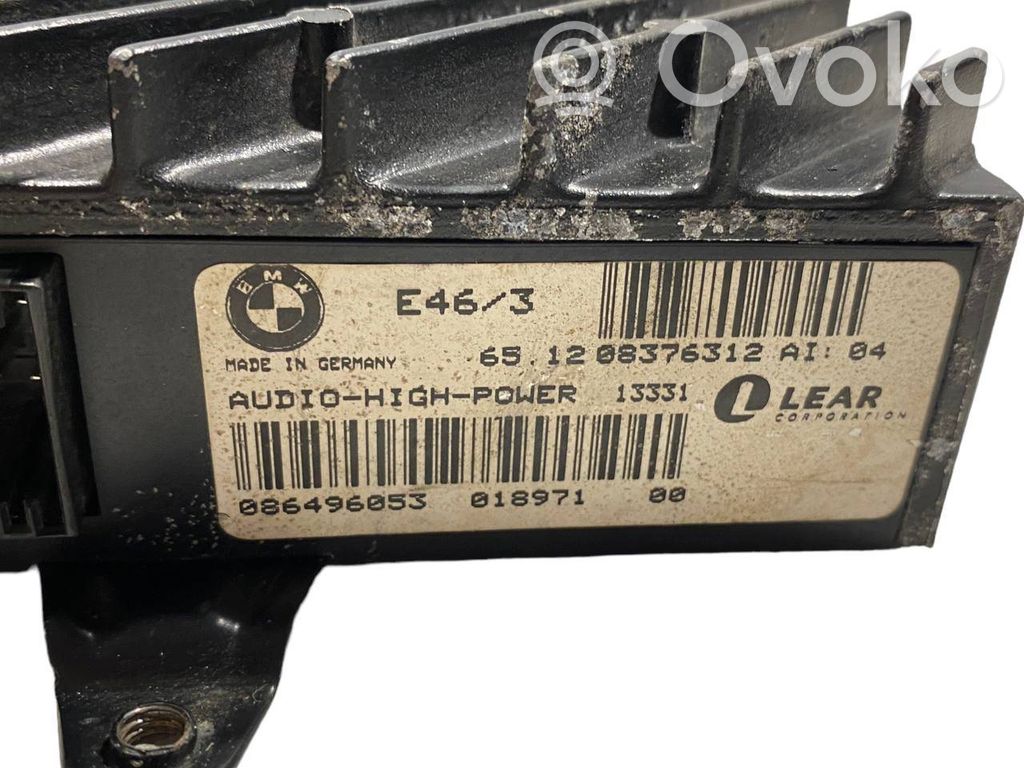 Ovoko
BMW
E46/3
MADE IN GERMANY
65.12 08376312 AI: 04
AUDIO-HIGH-POWER 13331
LEAR
CORPORATION
086496053 018971 00